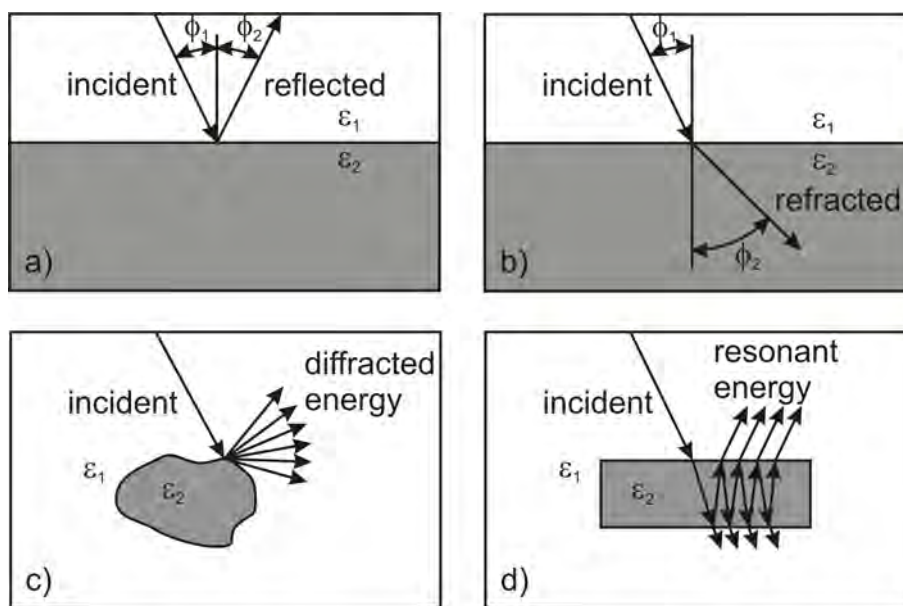 ϕ₁ ϕ₂
incident reflected
ε₁
ε₂
a)
ϕ₁
incident
ε₁
ε₂
refracted
ϕ₂
b)
diffracted
energy
incident
ε₁
ε₂
c)
resonant
energy
incident
ε₁
ε₂
d)